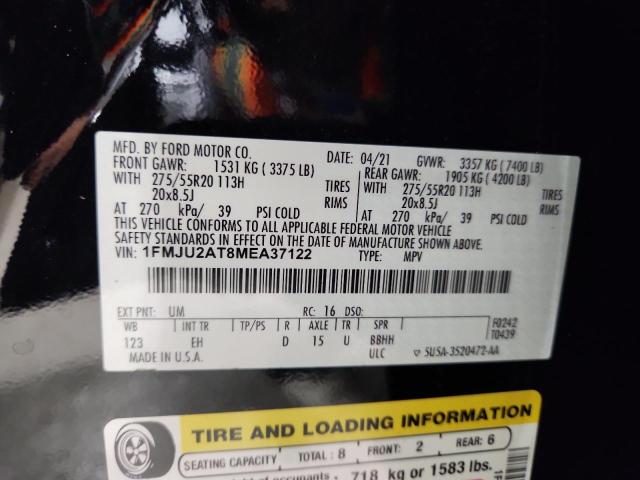 MFD. BY FORD MOTOR CO. DATE: 04/21 GVWR: 3357 KG (7400 LB)
FRONT GAWR: 1531 KG (3375 LB) REAR GAWR: 1905 KG (4200 LB)
WITH 275/55R20 113H TIRES WITH 275/55R20 113H TIRES
20x8.5J RIMS 20x8.5J RIMS
AT 270 kPa/ 39 PSI COLD AT 270 kPa/ 39 PSI COLD
THIS VEHICLE CONFORMS TO ALL APPLICABLE FEDERAL MOTOR VEHICLE
SAFETY STANDARDS IN EFFECT ON THE DATE OF MANUFACTURE SHOWN ABOVE.
VIN: 1FMJU2AT8MEA37122 TYPE: MPV
EXT PNT: UM RC: 16 DSO: F0242
WB INT TR TP/PS R AXLE TR SPR T0439
123 EH D 15 U BBHH
MADE IN U.S.A. ULC 5U5A-3520472-AA
TIRE AND LOADING INFORMATION
SEATING CAPACITY TOTAL: 8 FRONT: 2 REAR: 6
of occupants 718 kg or 1583 lbs.